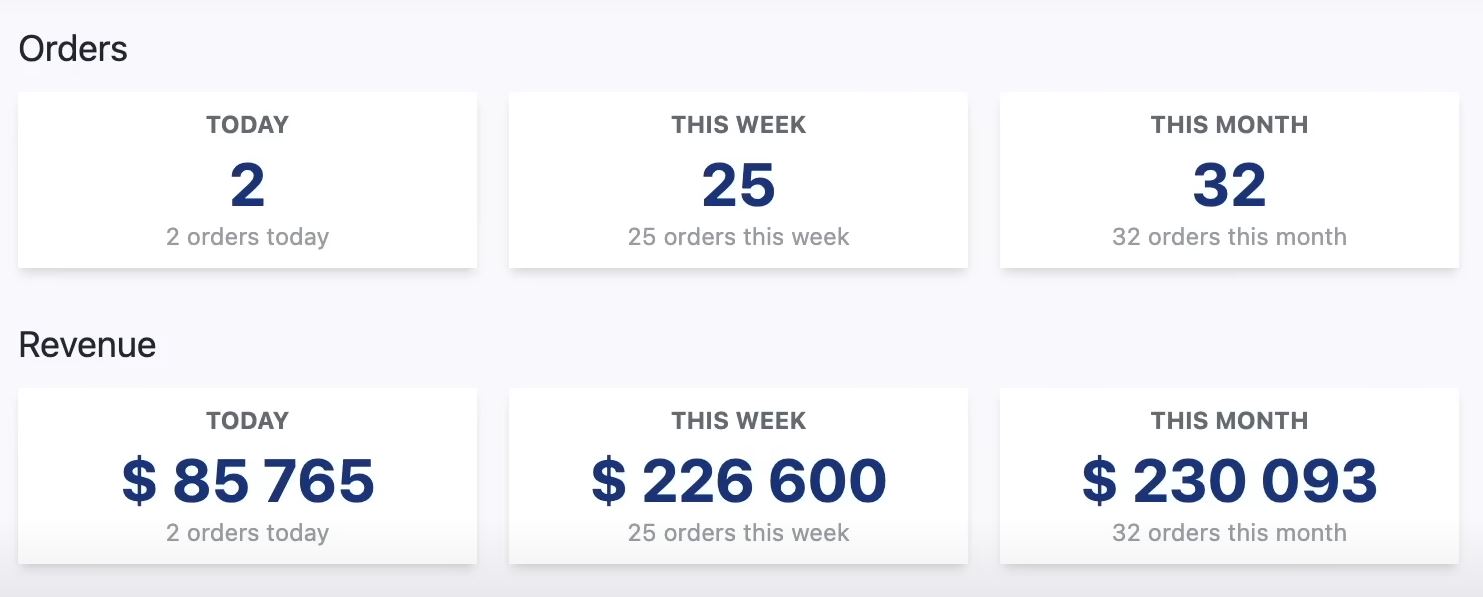 Orders
TODAY
2
2 orders today
THIS WEEK
25
25 orders this week
THIS MONTH
32
32 orders this month
Revenue
TODAY
$ 85 765
2 orders today
THIS WEEK
$ 226 600
25 orders this week
THIS MONTH
$ 230 093
32 orders this month